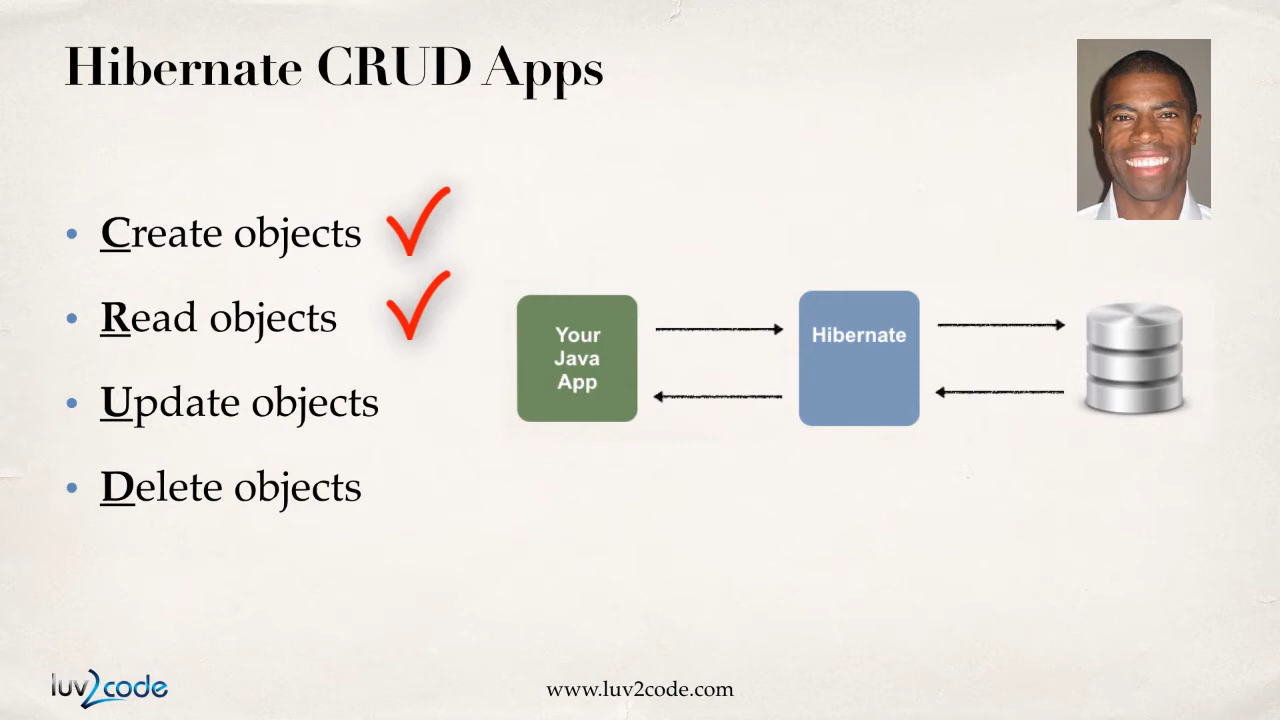 Hibernate CRUD Apps
Create objects
Read objects
Update objects
Delete objects
Your
Java
App
Hibernate
luv2code
www.luv2code.com